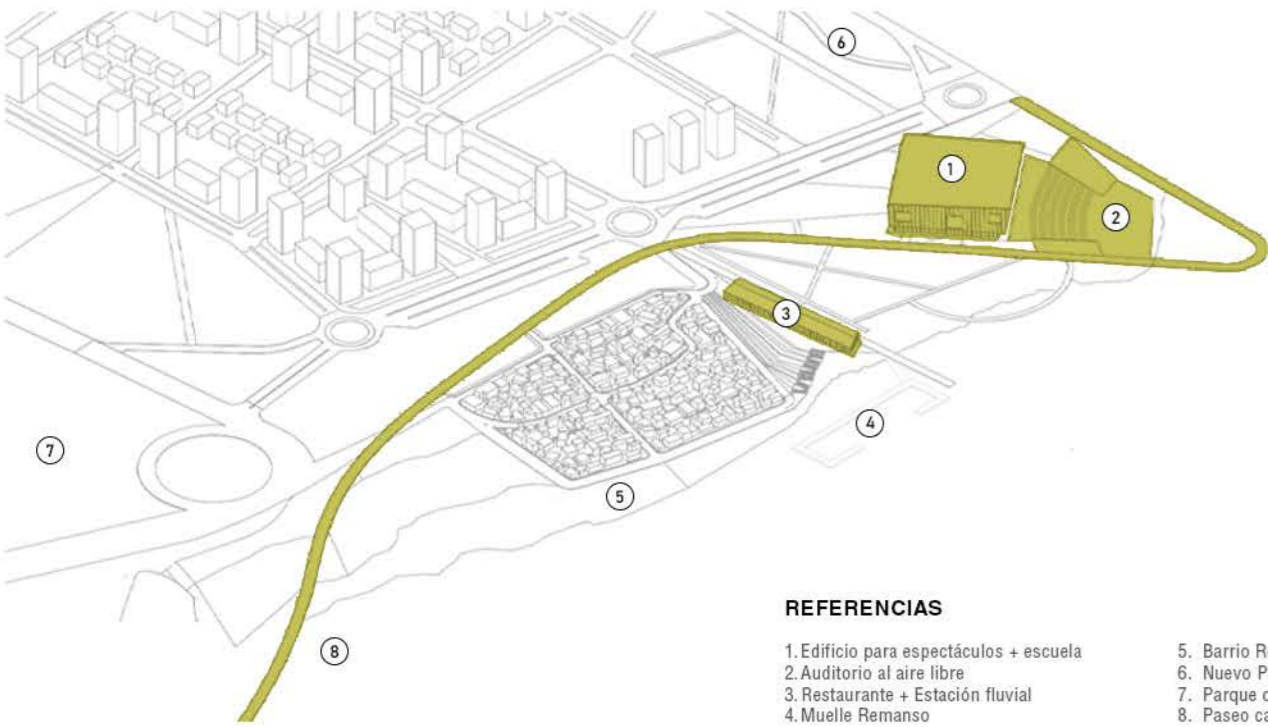 6
1
2
3
4
7
5
8
REFERENCIAS
1. Edificio para espectáculos + escuela
2. Auditorio al aire libre
3. Restaurante + Estación fluvial
4. Muelle Remanso
5. Barrio
6. Nuevo
7. Parque
8. Paseo